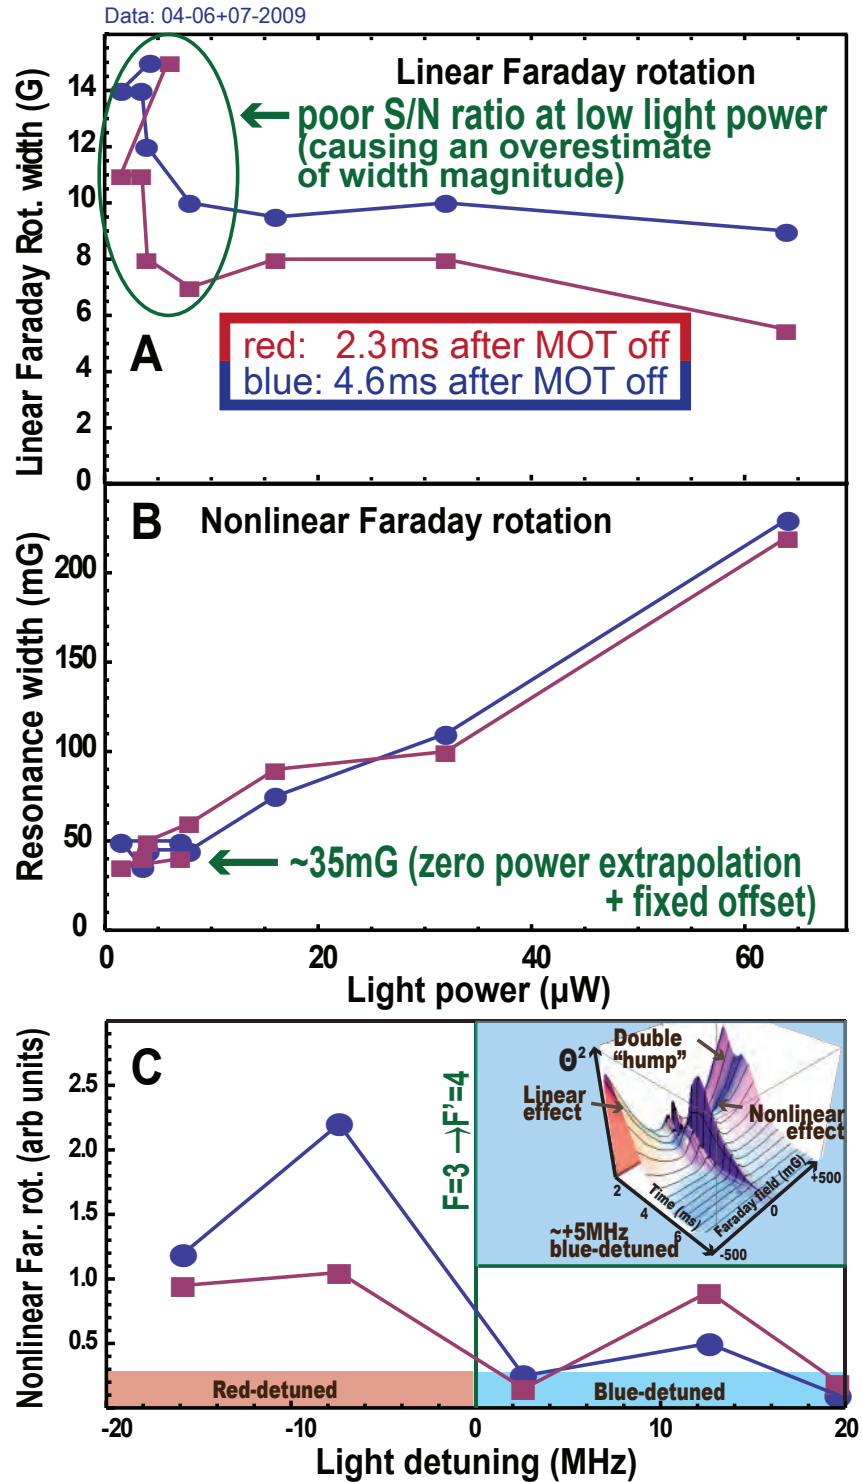 Data: 04-06+07-2009
Linear Faraday Rot. width (G)
14
12
10
8
6
4
2
0
Linear Faraday rotation
poor S/N ratio at low light power
(causing an overestimate
of width magnitude)
A
red: 2.3ms after MOT off
blue: 4.6ms after MOT off
B
Nonlinear Faraday rotation
Resonance width (mG)
200
150
100
50
0
~35mG (zero power extrapolation
+ fixed offset)
0
20
40
60
Light power (µW)
C
Nonlinear Far. rot. (arb units)
2.5
2.0
1.5
1.0
0.5
F=3 →F'=4
Θ²
Double
“hump”
Linear
effect
Nonlinear
effect
2
4
6
Time (ms)
Faraday field (mG)
+500
0
-500
~+5MHz
blue-detuned
Red-detuned
Blue-detuned
-20
-10
0
10
20
Light detuning (MHz)